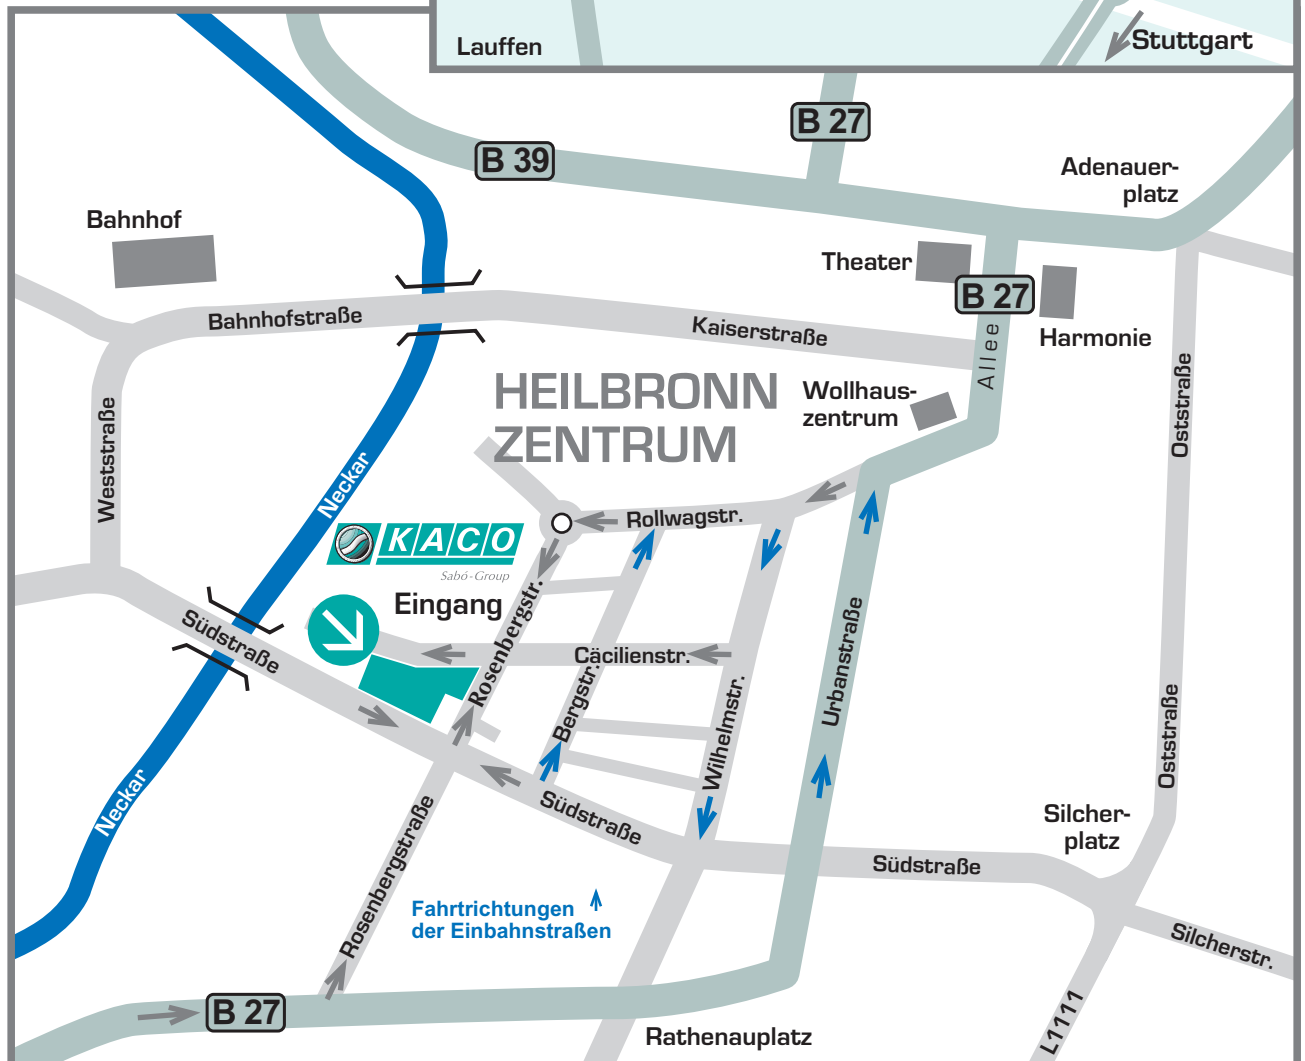 Lauffen
Stuttgart
B 27
B 39
Adenauer-
platz
Bahnhof
Theater
B 27
Bahnhofstraße
Kaiserstraße
Harmonie
Allee
HEILBRONN
ZENTRUM
Wollhaus-
zentrum
Weststraße
Oststraße
Neckar
Rollwagstr.
KACO
Sabó-Group
Eingang
Rosenbergstr.
Südstraße
Cäcilienstr.
Bergstr.
Wilhelmstr.
Urbanstraße
Oststraße
Neckar
Südstraße
Silcher-
platz
Südstraße
Rosenbergstraße
Fahrtrichtungen
der Einbahnstraßen
Silcherstr.
B 27
Rathenauplatz
L1111